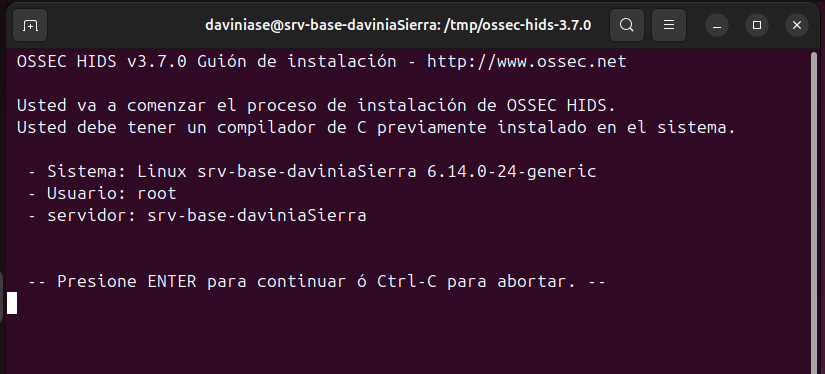 daviniase@srv-base-daviniaSierra: /tmp/ossec-hids-3.7.0
OSSEC HIDS v3.7.0 Guión de instalación - http://www.ossec.net
Usted va a comenzar el proceso de instalación de OSSEC HIDS.
Usted debe tener un compilador de C previamente instalado en el sistema.
- Sistema: Linux srv-base-daviniaSierra 6.14.0-24-generic
- Usuario: root
- servidor: srv-base-daviniaSierra
-- Presione ENTER para continuar ó Ctrl-C para abortar. --